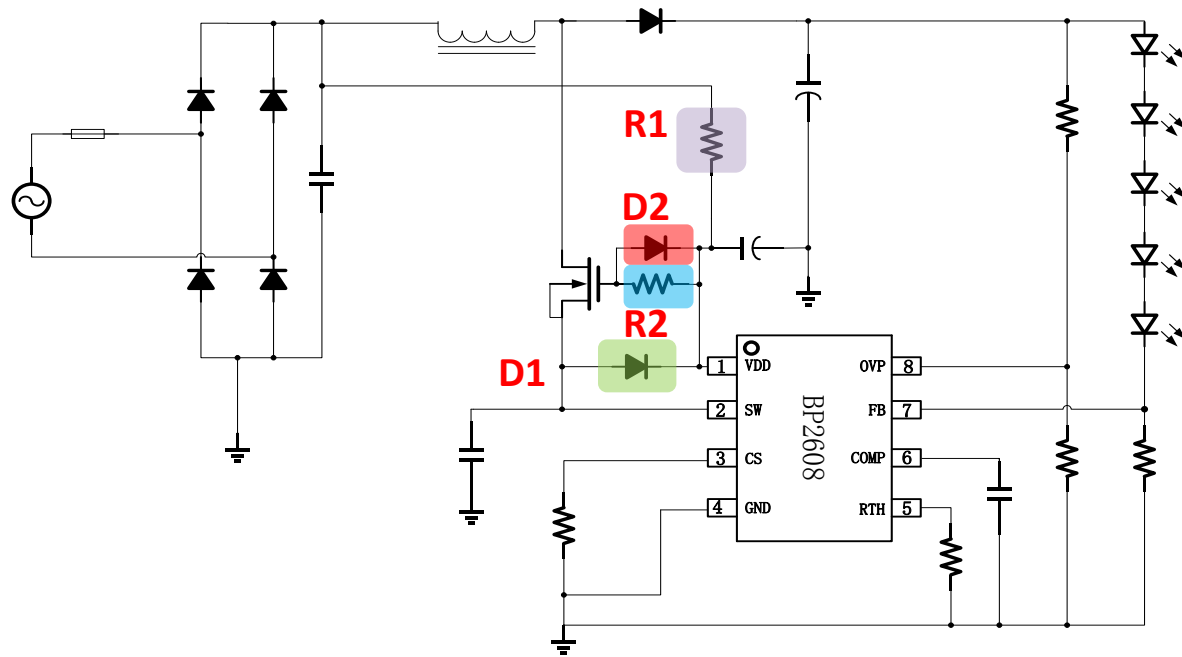 R1
D2
R2
D1
1 VDD OVP 8
2 SW FB 7
3 CS COMP 6
4 GND RTH 5
BP2608